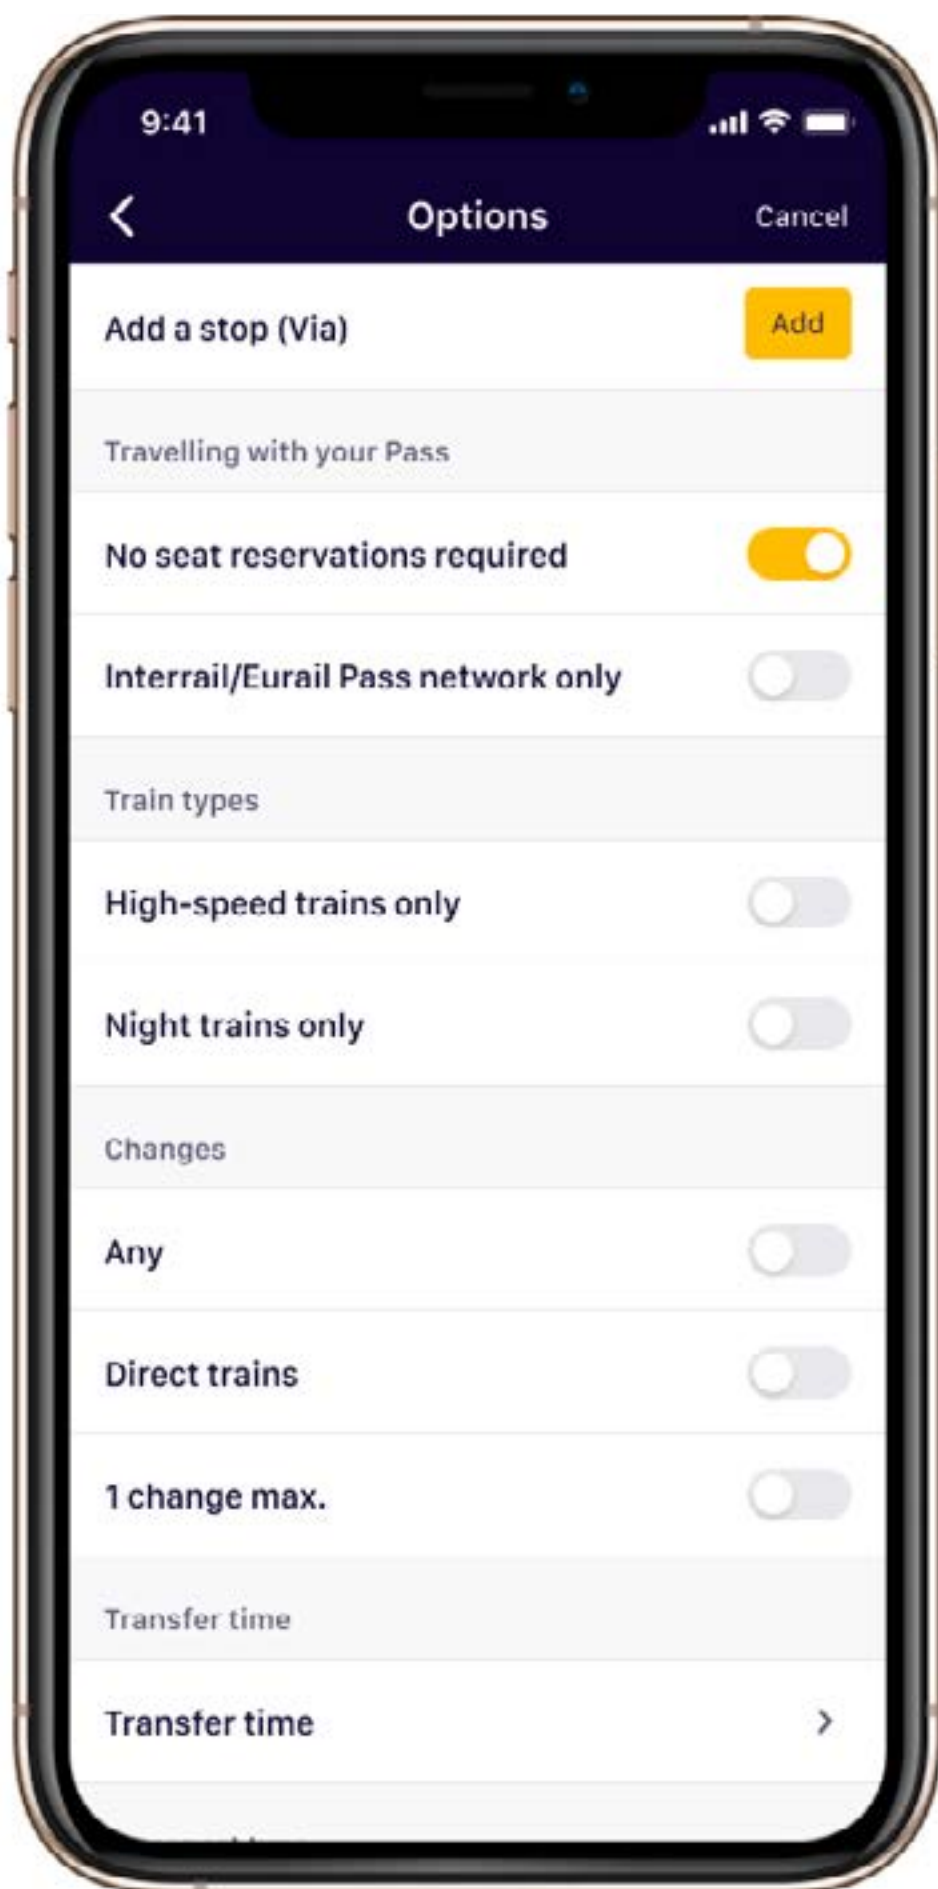 9:41
Options
Cancel
Add a stop (Via)
Add
Travelling with your Pass
No seat reservations required
Interrail/Eurail Pass network only
Train types
High-speed trains only
Night trains only
Changes
Any
Direct trains
1 change max.
Transfer time
Transfer time